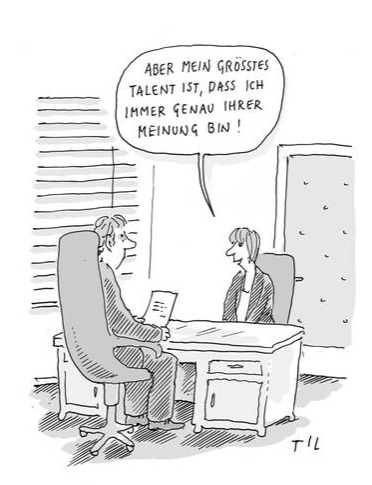 ABER MEIN GRÖSSTES
TALENT IST, DASS ICH
IMMER GENAU IHRER
MEINUNG BIN!
TIL